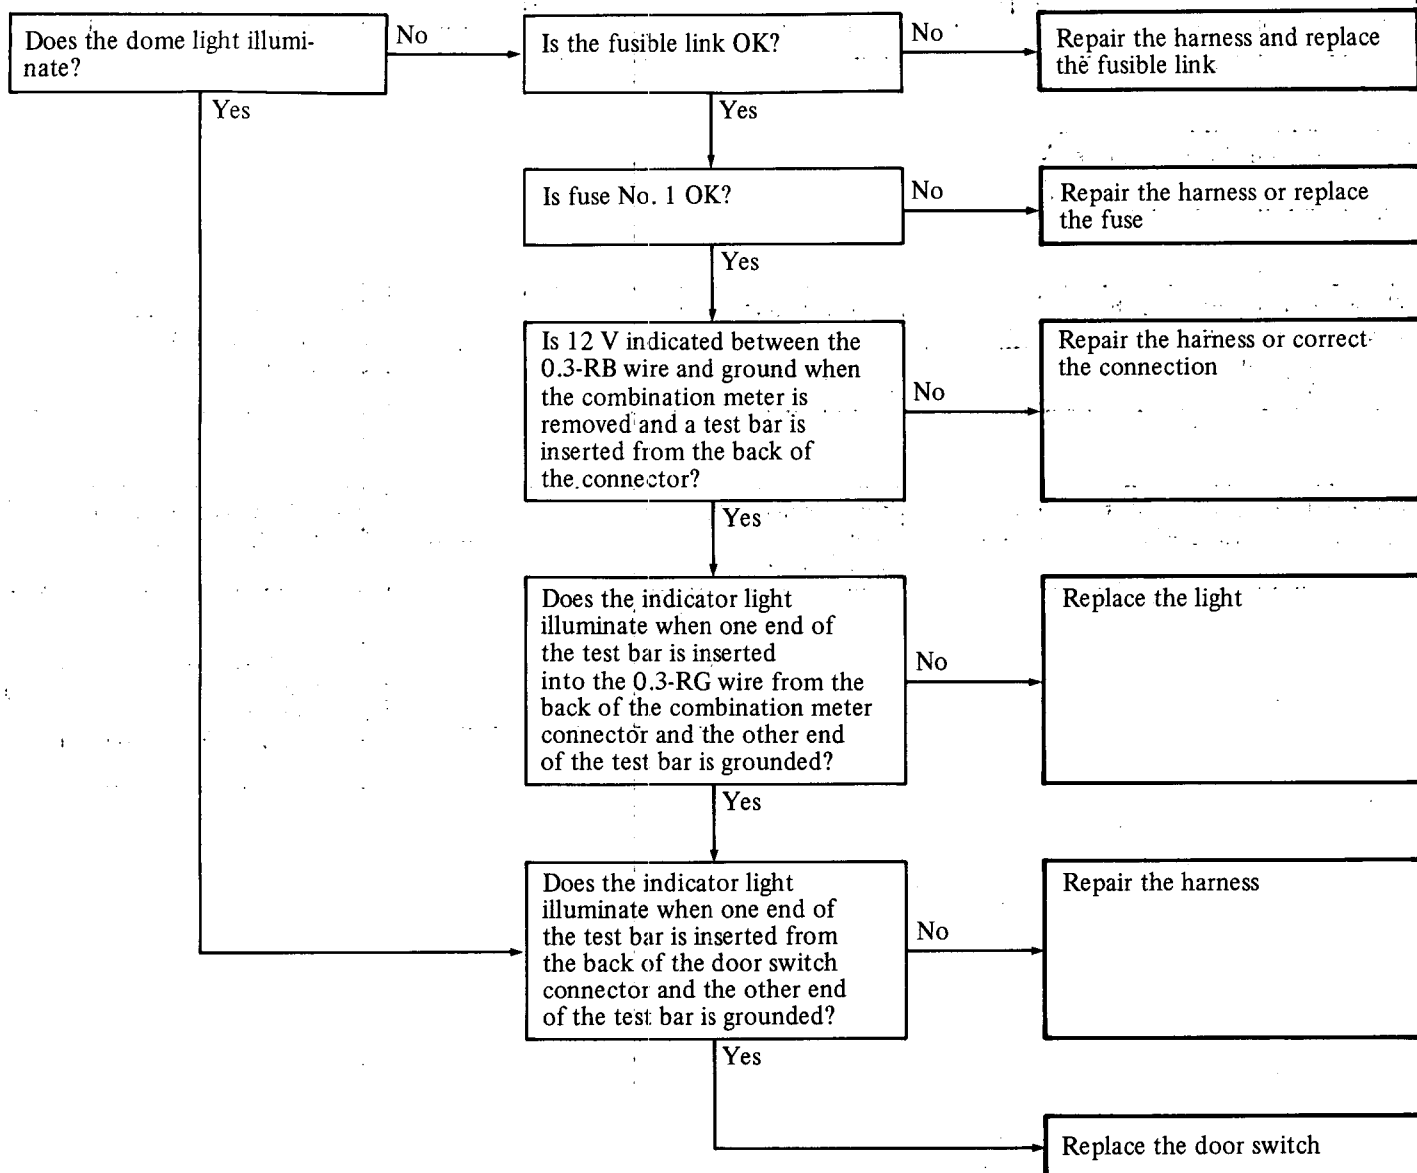 Does the dome light illumi-
nate?
No
Is the fusible link OK?
No
Repair the harness and replace
the fusible link
Yes
Yes
Is fuse No. 1 OK?
No
Repair the harness or replace
the fuse
Yes
Is 12 V indicated between the
0.3-RB wire and ground when
the combination meter is
removed and a test bar is
inserted from the back of
the connector?
No
Repair the harness or correct
the connection
Yes
Does the indicator light
illuminate when one end of
the test bar is inserted
into the 0.3-RG wire from the
back of the combination meter
connector and the other end
of the test bar is grounded?
No
Replace the light
Yes
Does the indicator light
illuminate when one end of
the test bar is inserted from
the back of the door switch
connector and the other end
of the test bar is grounded?
No
Repair the harness
Yes
Replace the door switch